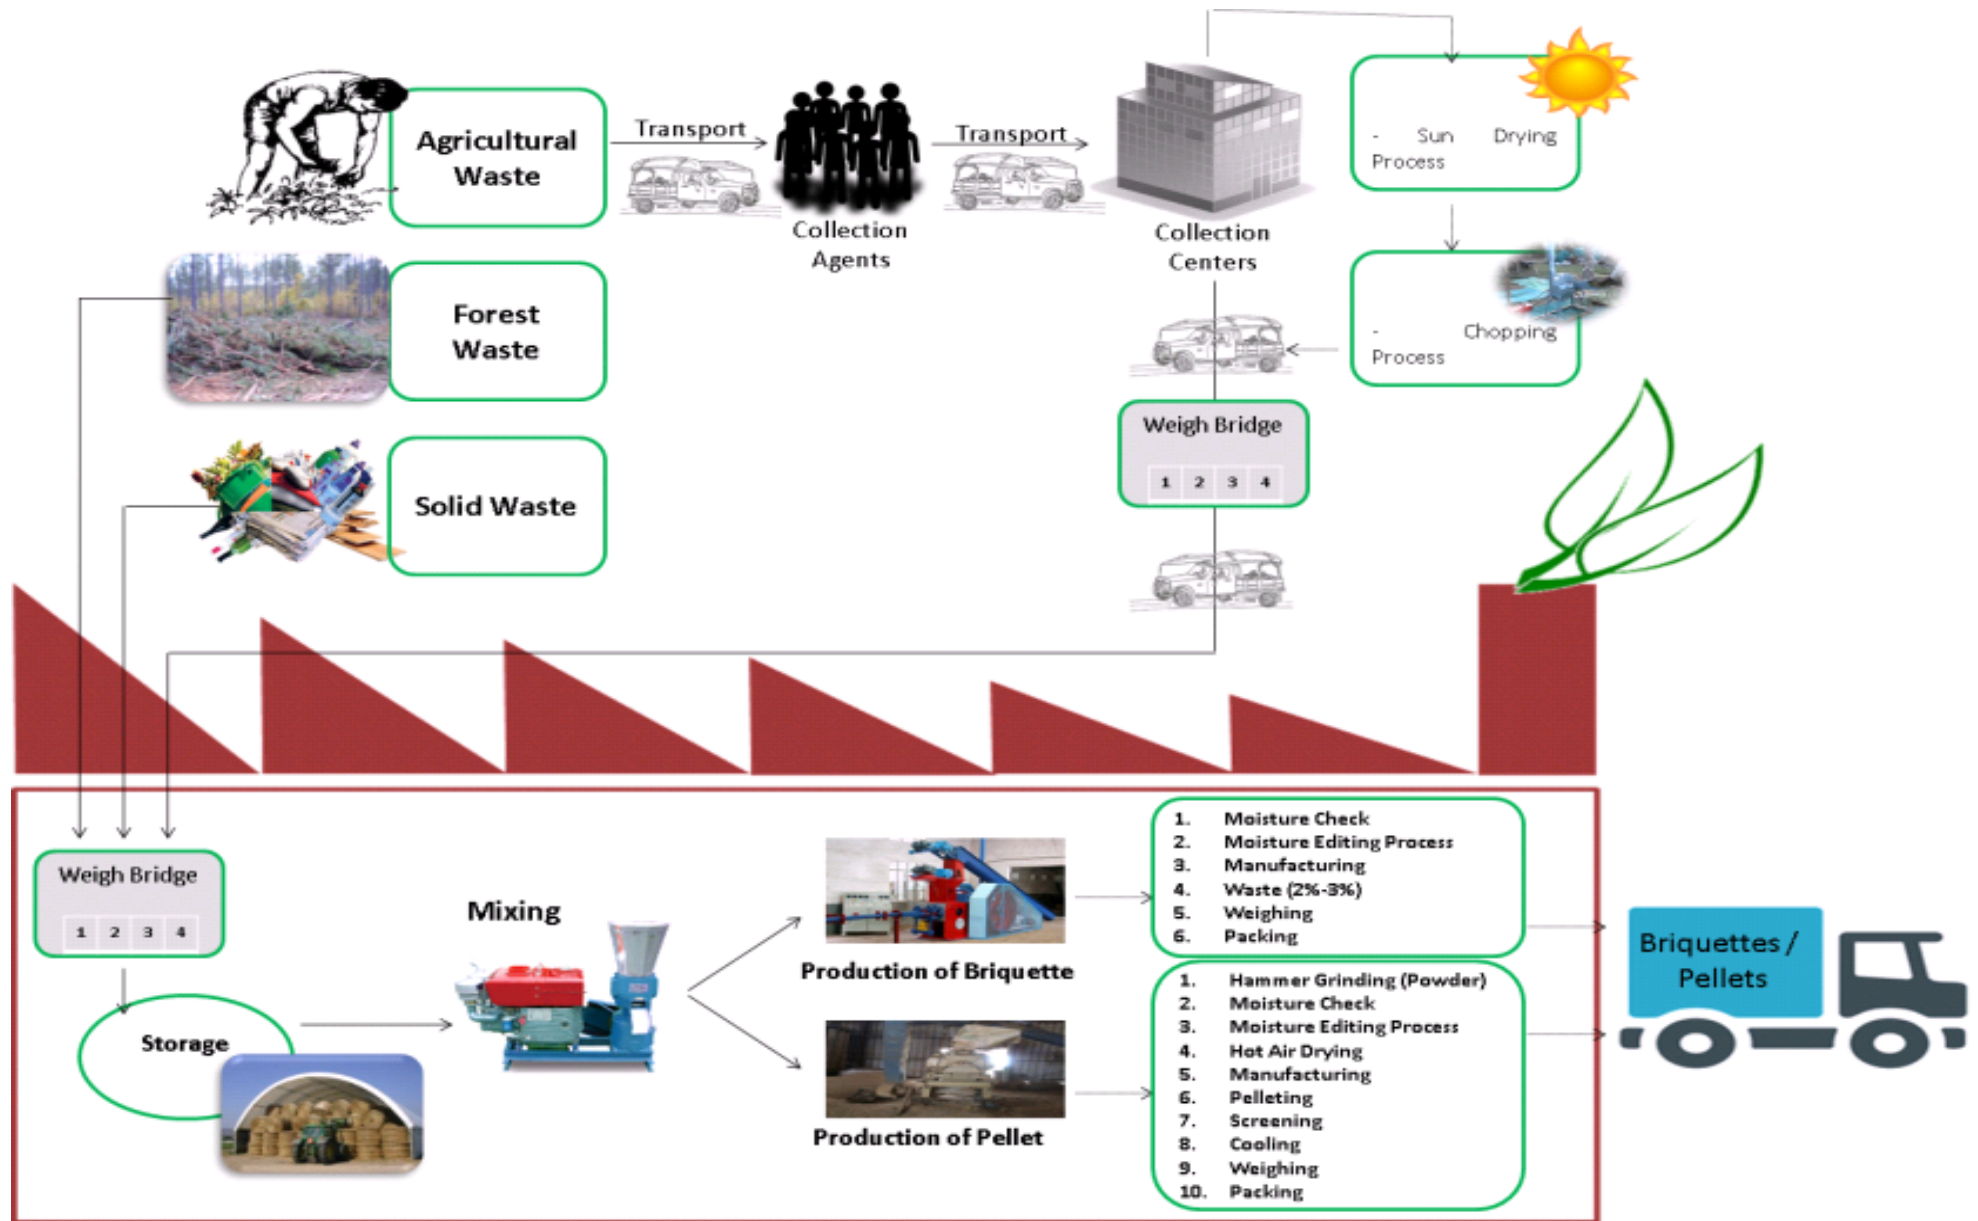 Agricultural
Waste
Transport
Collection
Agents
Transport
Collection
Centers
- Sun Drying
Process
- Chopping
Process
Forest
Waste
Weigh Bridge
1 2 3 4
Solid Waste
Weigh Bridge
1 2 3 4
Storage
Mixing
Production of Briquette
Production of Pellet
1. Moisture Check
2. Moisture Editing Process
3. Manufacturing
4. Waste (2%-3%)
5. Weighing
6. Packing
1. Hammer Grinding (Powder)
2. Moisture Check
3. Moisture Editing Process
4. Hot Air Drying
5. Manufacturing
6. Pelleting
7. Screening
8. Cooling
9. Weighing
10. Packing
Briquettes /
Pellets